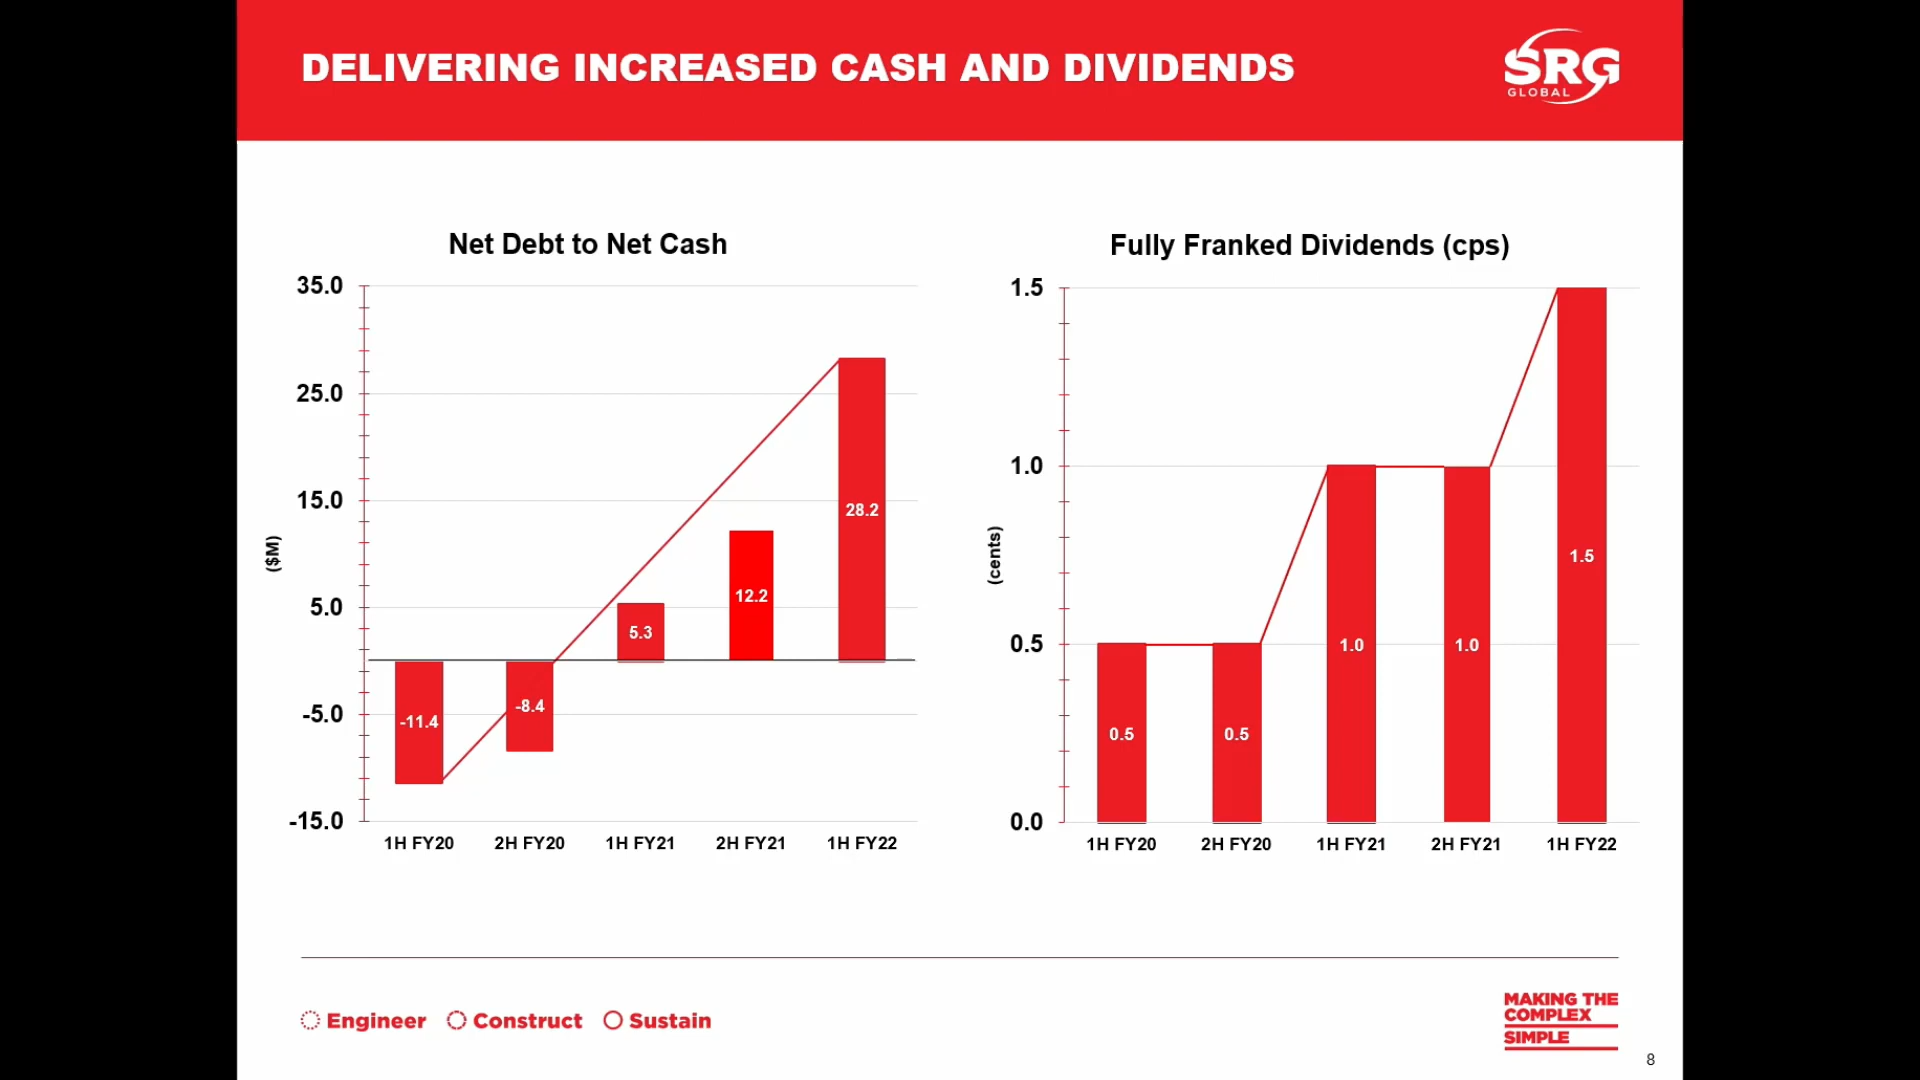 DELIVERING INCREASED CASH AND DIVIDENDS
SRG
GLOBAL
Net Debt to Net Cash
35.0
25.0
15.0
5.0
-5.0
-15.0
($M)
-11.4
-8.4
5.3
12.2
28.2
1H FY20
2H FY20
1H FY21
2H FY21
1H FY22
Fully Franked Dividends (cps)
1.5
1.0
0.5
0.0
(cents)
0.5
0.5
1.0
1.0
1.5
1H FY20
2H FY20
1H FY21
2H FY21
1H FY22
Engineer Construct Sustain
MAKING THE
COMPLEX
SIMPLE
8